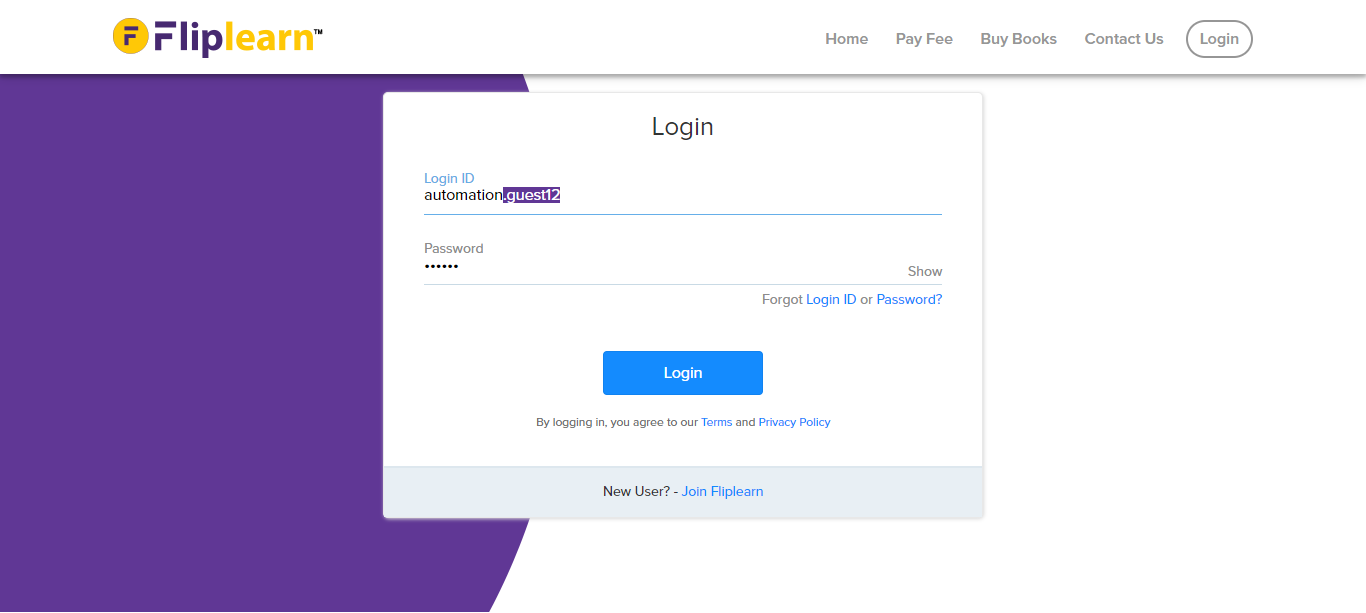 F Fliplearn™
Home Pay Fee Buy Books Contact Us Login
Login
Login ID
automation.guest12
Password
••••••
Show
Forgot Login ID or Password?
Login
By logging in, you agree to our Terms and Privacy Policy
New User? - Join Fliplearn